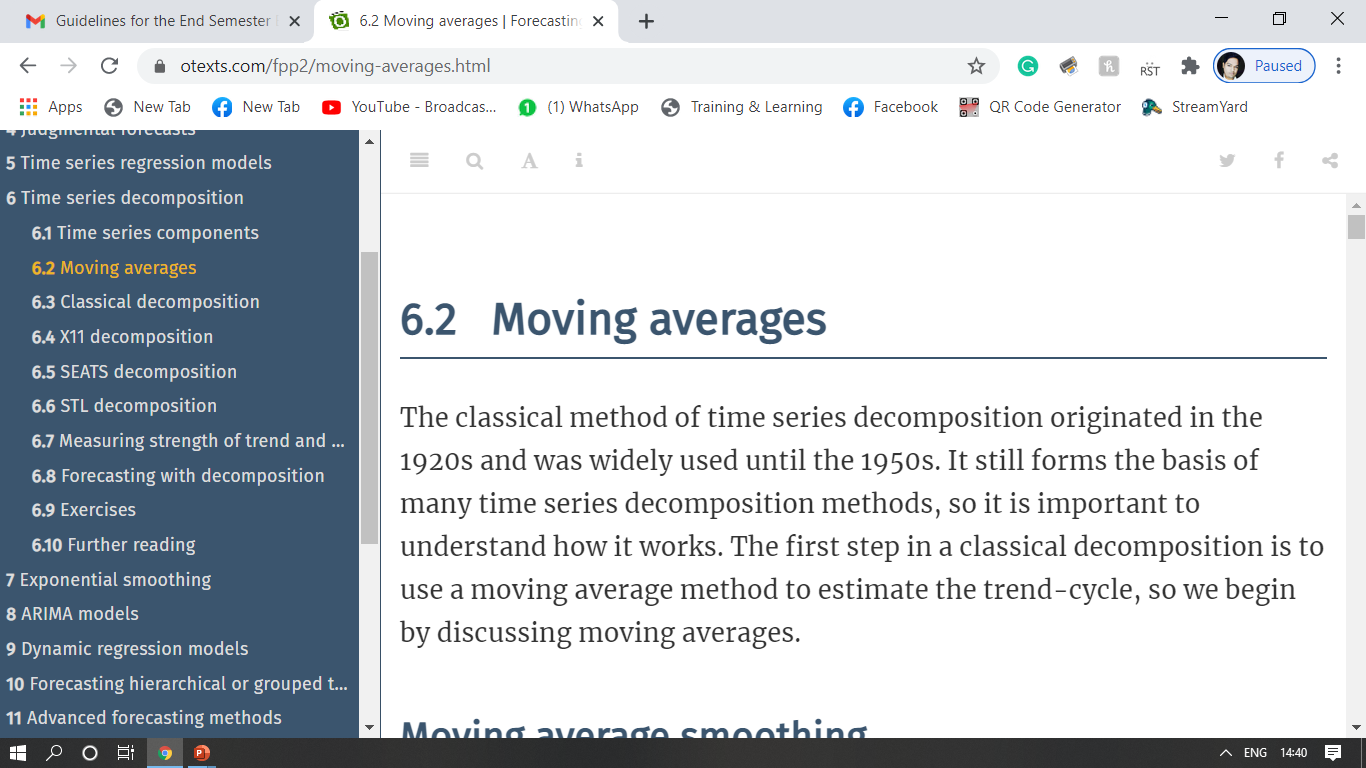 Guidelines for the End Semester
6.2 Moving averages | Forecasting
otexts.com/fpp2/moving-averages.html
RST
Paused
Apps
New Tab
New Tab
YouTube - Broadcas...
1
(1) WhatsApp
Training & Learning
Facebook
QR Code Generator
StreamYard
4 Judgmental forecasts
5 Time series regression models
6 Time series decomposition
6.1 Time series components
6.2 Moving averages
6.3 Classical decomposition
6.4 X11 decomposition
6.5 SEATS decomposition
6.6 STL decomposition
6.7 Measuring strength of trend and ...
6.8 Forecasting with decomposition
6.9 Exercises
6.10 Further reading
7 Exponential smoothing
8 ARIMA models
9 Dynamic regression models
10 Forecasting hierarchical or grouped t...
11 Advanced forecasting methods
6.2 Moving averages
The classical method of time series decomposition originated in the
1920s and was widely used until the 1950s. It still forms the basis of
many time series decomposition methods, so it is important to
understand how it works. The first step in a classical decomposition is to
use a moving average method to estimate the trend-cycle, so we begin
by discussing moving averages.
Moving average smoothing
ENG
14:40